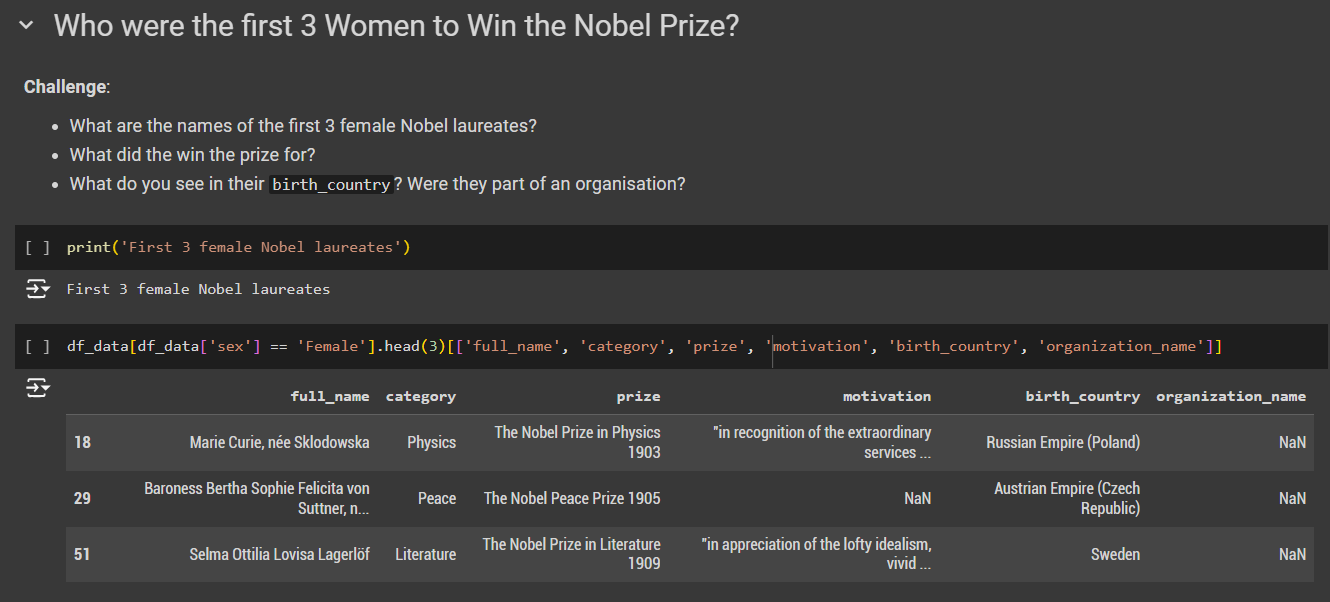 Who were the first 3 Women to Win the Nobel Prize?
Challenge:
• What are the names of the first 3 female Nobel laureates?
• What did the win the prize for?
• What do you see in their birth_country? Were they part of an organisation?
[ ] print('First 3 female Nobel laureates')
First 3 female Nobel laureates
[ ] df_data[df_data['sex'] == 'Female'].head(3)[['full_name', 'category', 'prize', 'motivation', 'birth_country', 'organization_name']]
full_name category prize motivation birth_country organization_name
18 Marie Curie, née Sklodowska Physics The Nobel Prize in Physics "in recognition of the extraordinary Russian Empire (Poland) NaN
1903 services ...
29 Baroness Bertha Sophie Felicita von Peace The Nobel Peace Prize 1905 NaN Austrian Empire (Czech NaN
Suttner, n... Republic)
51 Selma Ottilia Lovisa Lagerlöf Literature The Nobel Prize in Literature "in appreciation of the lofty idealism, Sweden NaN
1909 vivid ...